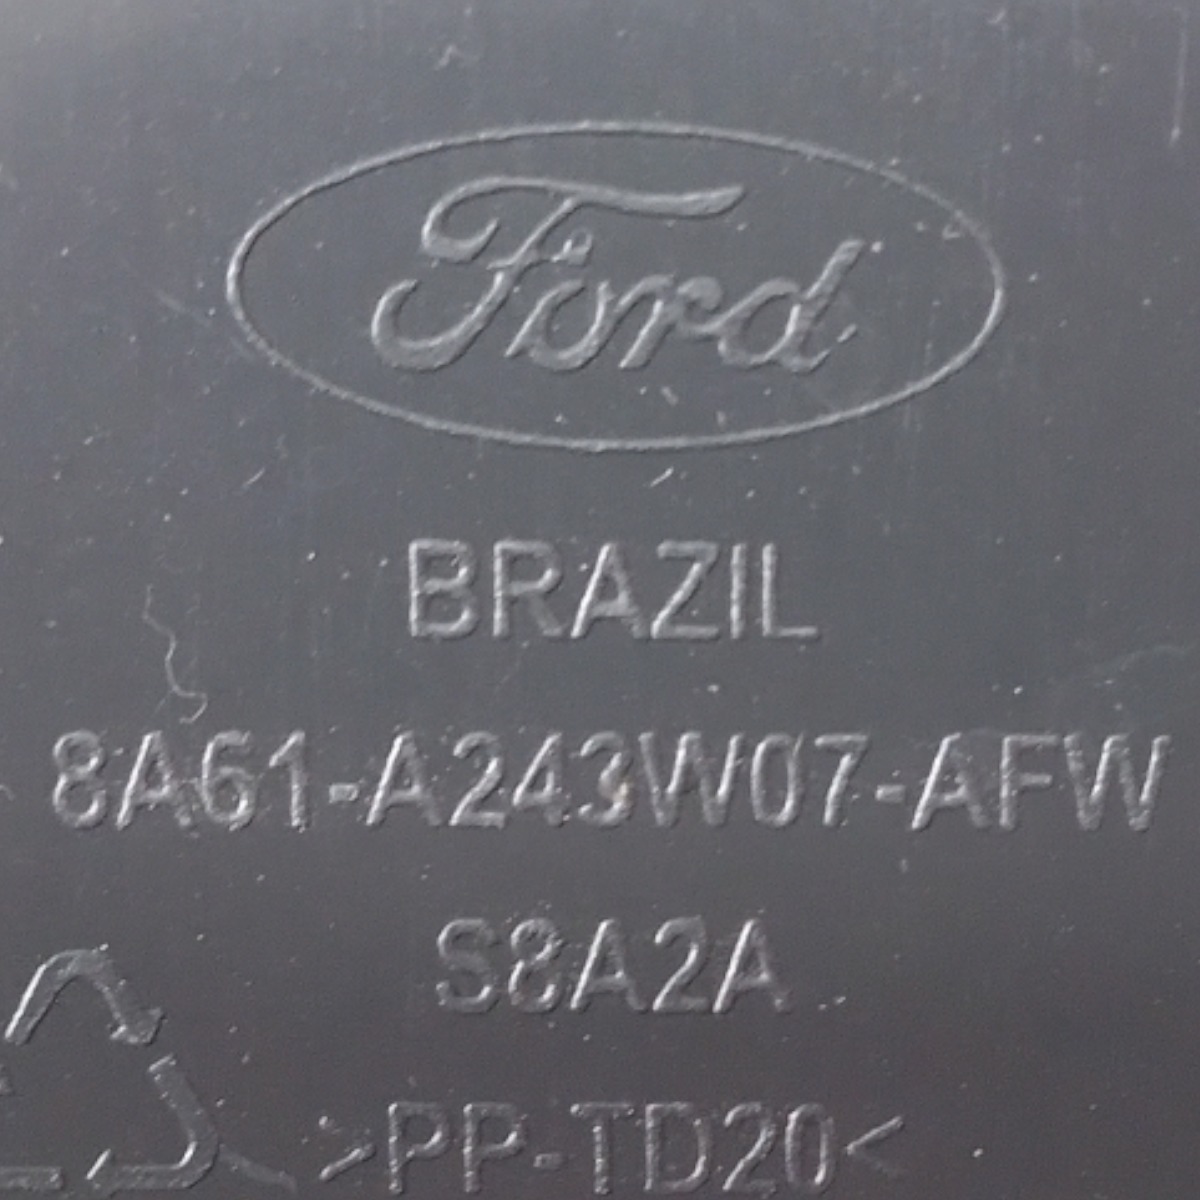 Ford
BRAZIL
8A61-A243W07-AFW
S8A2A
>PP-TD20<